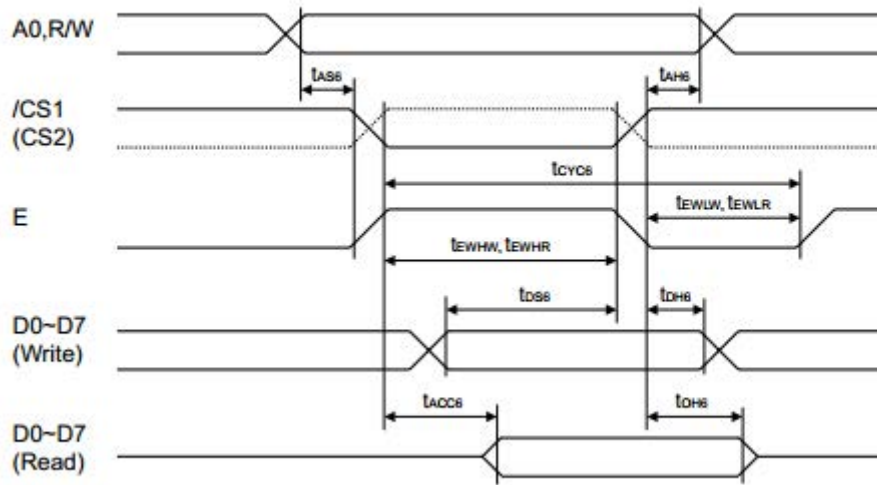 A0,R/W
tAS6
tAH6
/CS1
(CS2)
tCYC6
tEWLW, tEWLR
E
tEWHW, tEWHR
tDS6
tDH6
D0~D7
(Write)
tACC6
tOH6
D0~D7
(Read)